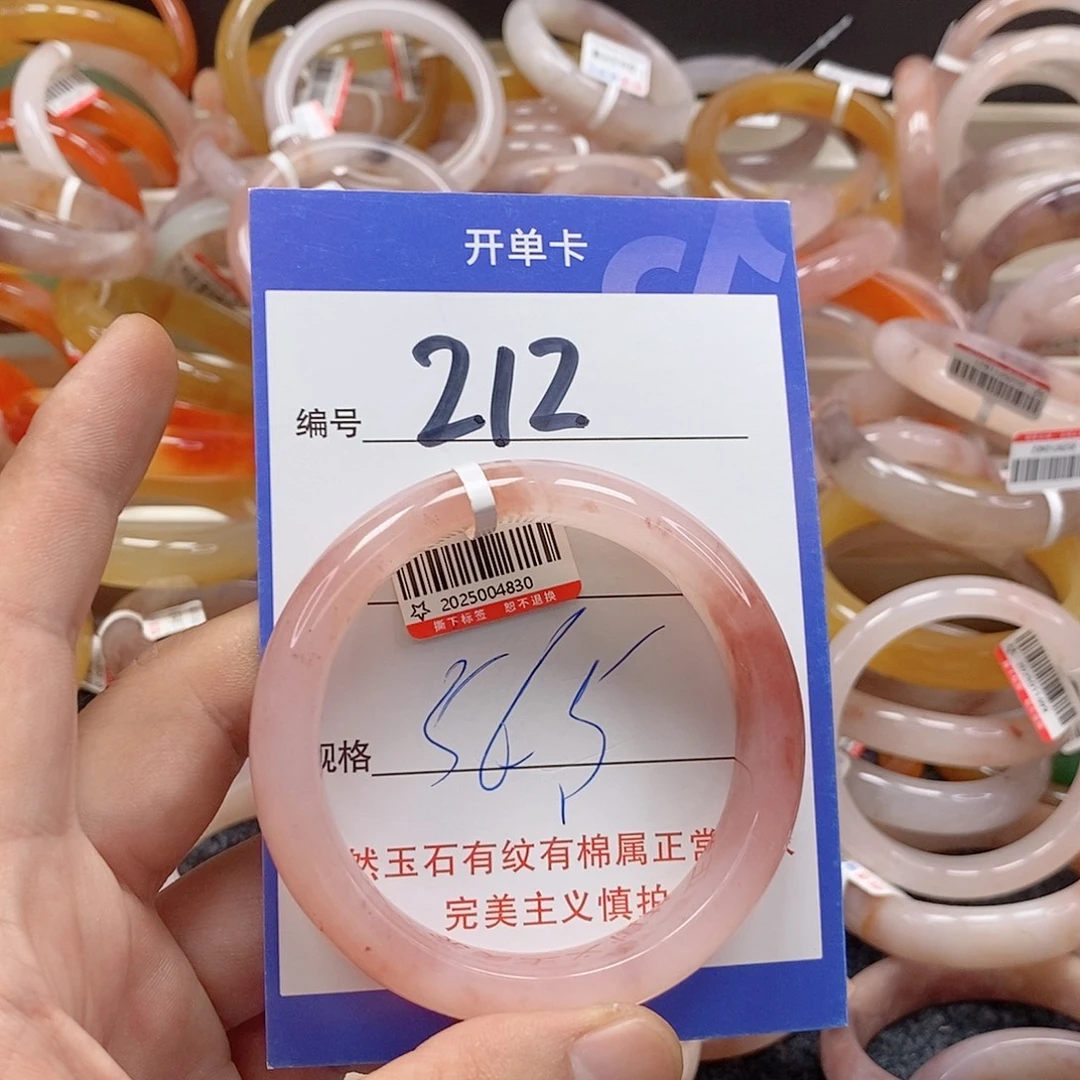 开单卡
编号 212
2025004830
撕下标签 恕不退换
规格 56.5
然玉石有纹有棉属正常
完美主义慎拍